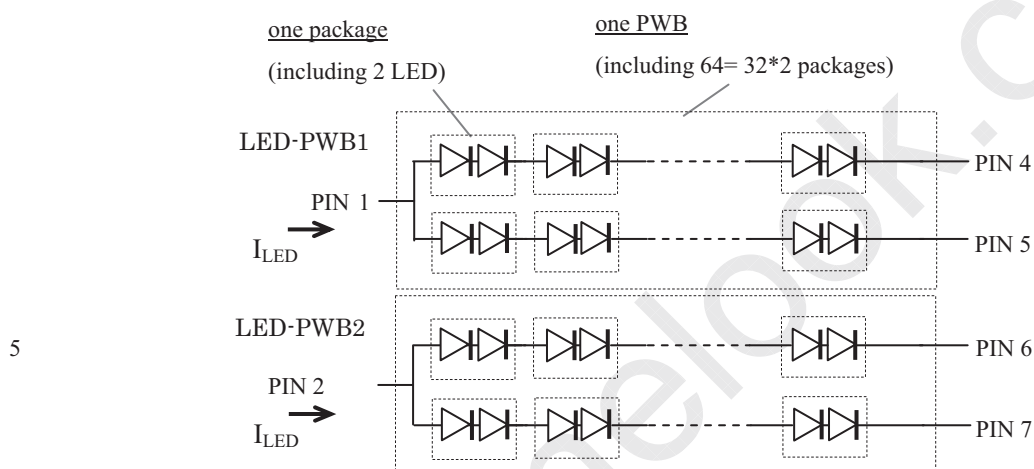 one package
(including 2 LED)
one PWB
(including 64= 32*2 packages)
LED-PWB1
PIN 1
I_LED
PIN 4
PIN 5
LED-PWB2
5
PIN 2
I_LED
PIN 6
PIN 7